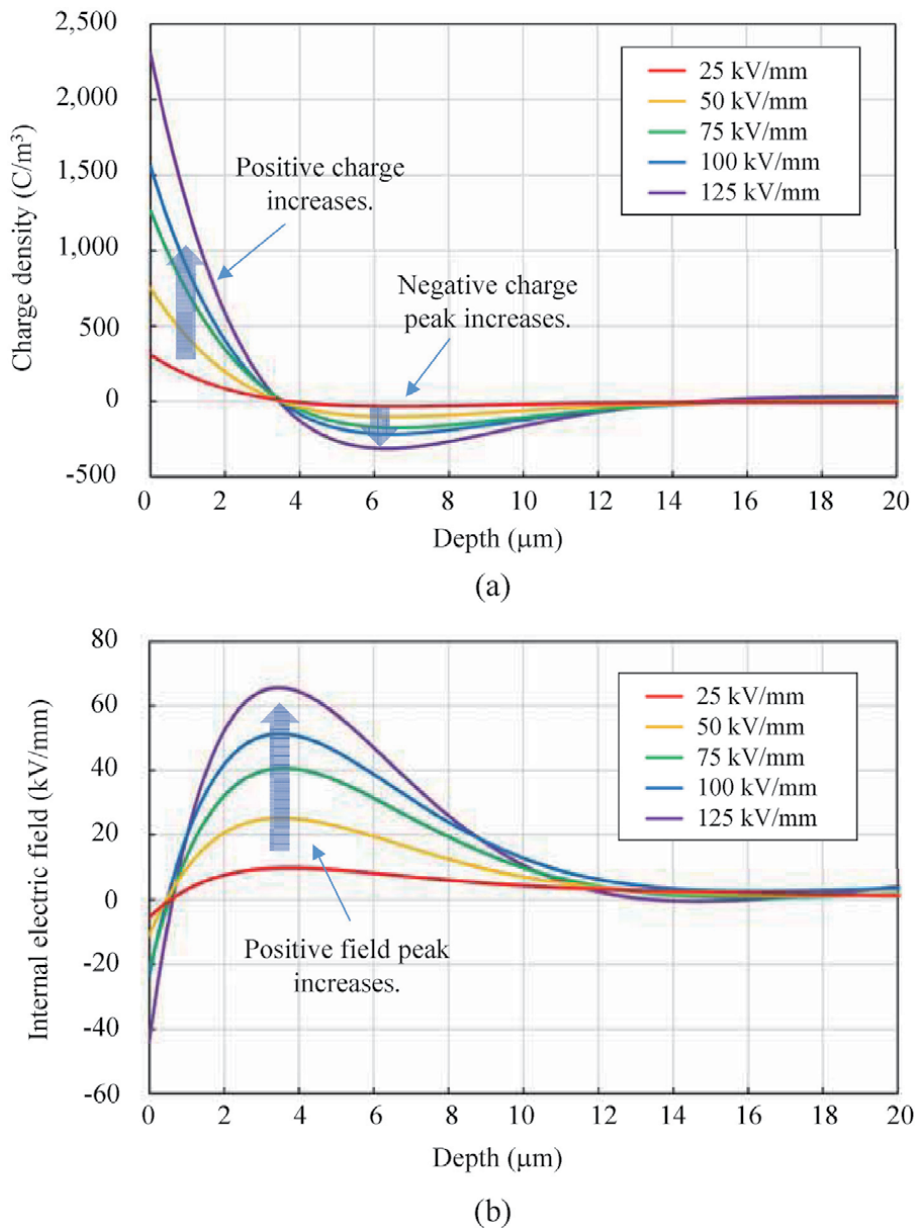 2,500
2,000
1,500
1,000
500
0
-500
Charge density (C/m³)
25 kV/mm
50 kV/mm
75 kV/mm
100 kV/mm
125 kV/mm
Positive charge
increases.
Negative charge
peak increases.
0 2 4 6 8 10 12 14 16 18 20
Depth (μm)
(a)
80
60
40
20
0
-20
-40
-60
Internal electric field (kV/mm)
25 kV/mm
50 kV/mm
75 kV/mm
100 kV/mm
125 kV/mm
Positive field peak
increases.
0 2 4 6 8 10 12 14 16 18 20
Depth (μm)
(b)